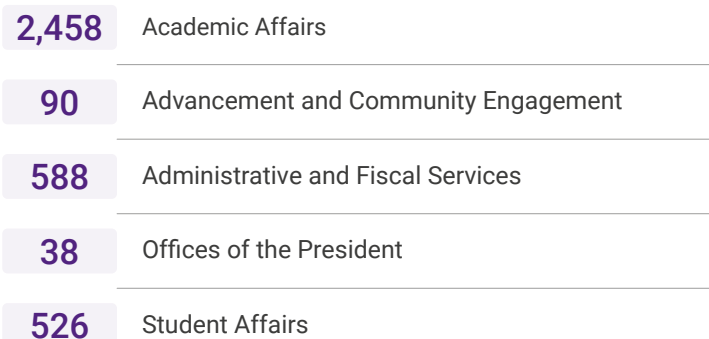 2,458 Academic Affairs
90 Advancement and Community Engagement
588 Administrative and Fiscal Services
38 Offices of the President
526 Student Affairs